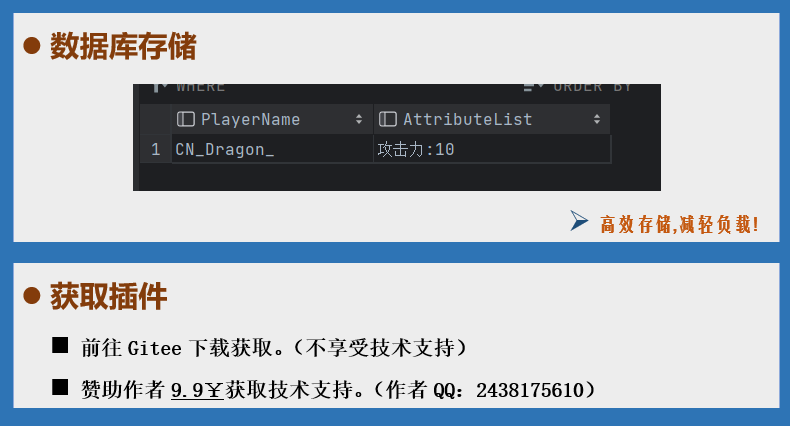 数据库存储
WHERE
ORDER BY
PlayerName
AttributeList
1
CN_Dragon_
攻击力:10
高效存储,减轻负载!
获取插件
前往 Gitee 下载获取。（不享受技术支持）
赞助作者 9.9￥获取技术支持。（作者 QQ：2438175610）